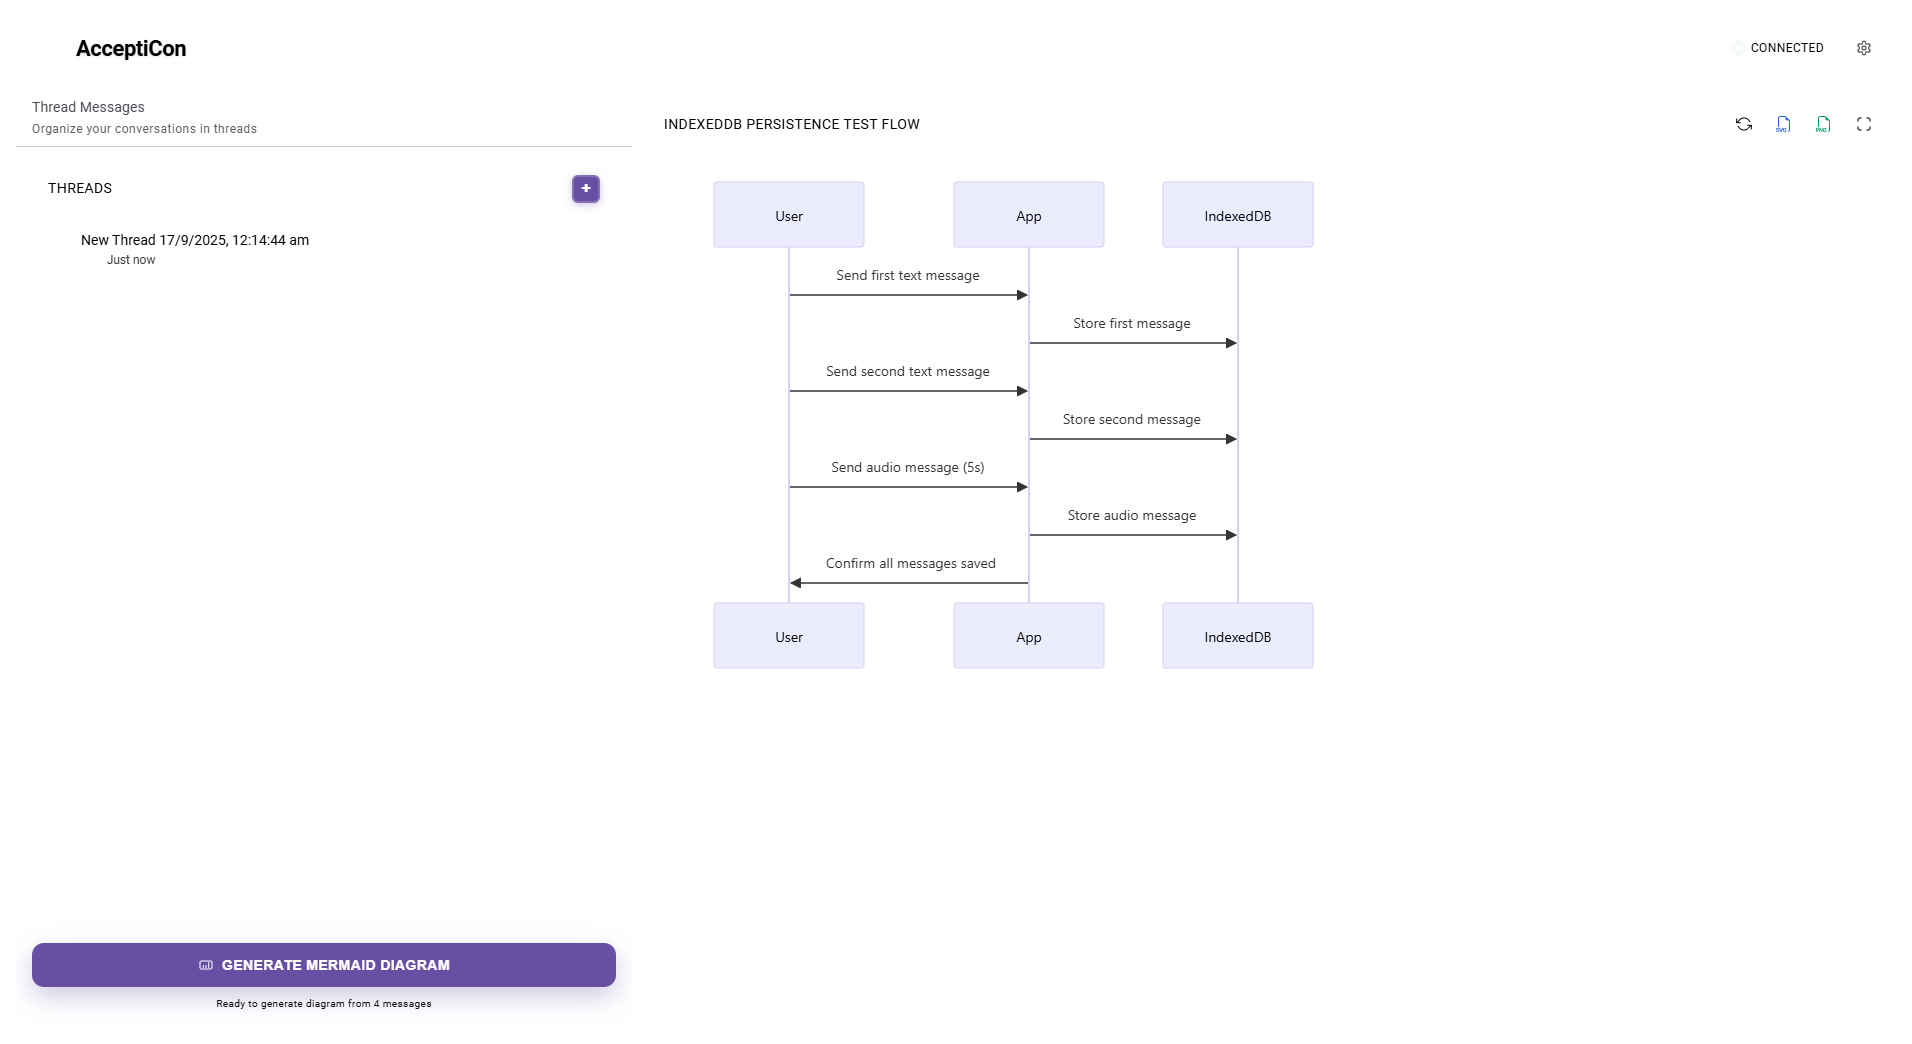 AcceptiCon
CONNECTED
Thread Messages
Organize your conversations in threads
THREADS
+
New Thread 17/9/2025, 12:14:44 am
Just now
GENERATE MERMAID DIAGRAM
Ready to generate diagram from 4 messages
INDEXEDDB PERSISTENCE TEST FLOW
SVG
PNG
User
App
IndexedDB
Send first text message
Store first message
Send second text message
Store second message
Send audio message (5s)
Store audio message
Confirm all messages saved
User
App
IndexedDB